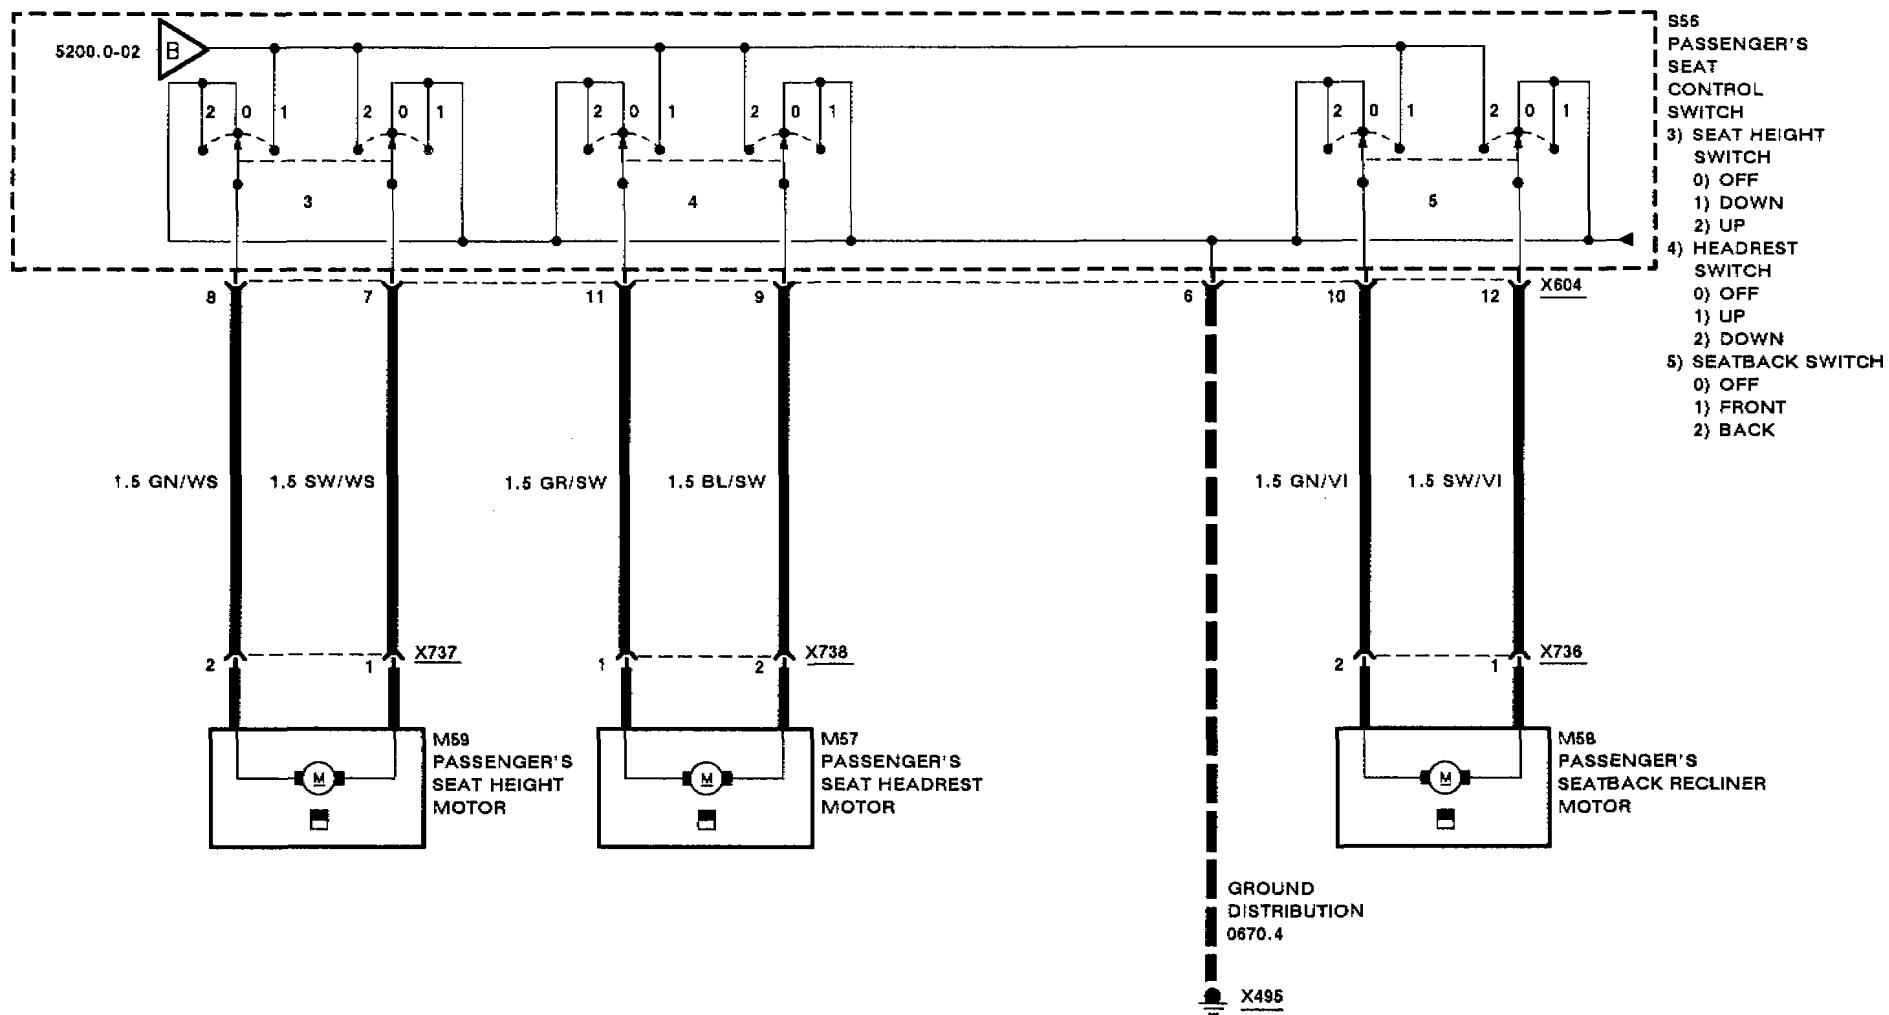 5200.0-02
B
2 0 1
2 0 1
2 0 1
2 0 1
2 0 1
2 0 1
3
4
5
S56
PASSENGER'S
SEAT
CONTROL
SWITCH
3) SEAT HEIGHT
SWITCH
0) OFF
1) DOWN
2) UP
4) HEADREST
SWITCH
0) OFF
1) UP
2) DOWN
5) SEATBACK SWITCH
0) OFF
1) FRONT
2) BACK
8
7
11
9
6
10
12
X604
1.5 GN/WS
1.5 SW/WS
1.5 GR/SW
1.5 BL/SW
1.5 GN/VI
1.5 SW/VI
2
1
X737
1
2
X738
2
1
X736
M
M59
PASSENGER'S
SEAT HEIGHT
MOTOR
M
M57
PASSENGER'S
SEAT HEADREST
MOTOR
M
M58
PASSENGER'S
SEATBACK RECLINER
MOTOR
GROUND
DISTRIBUTION
0670.4
X495